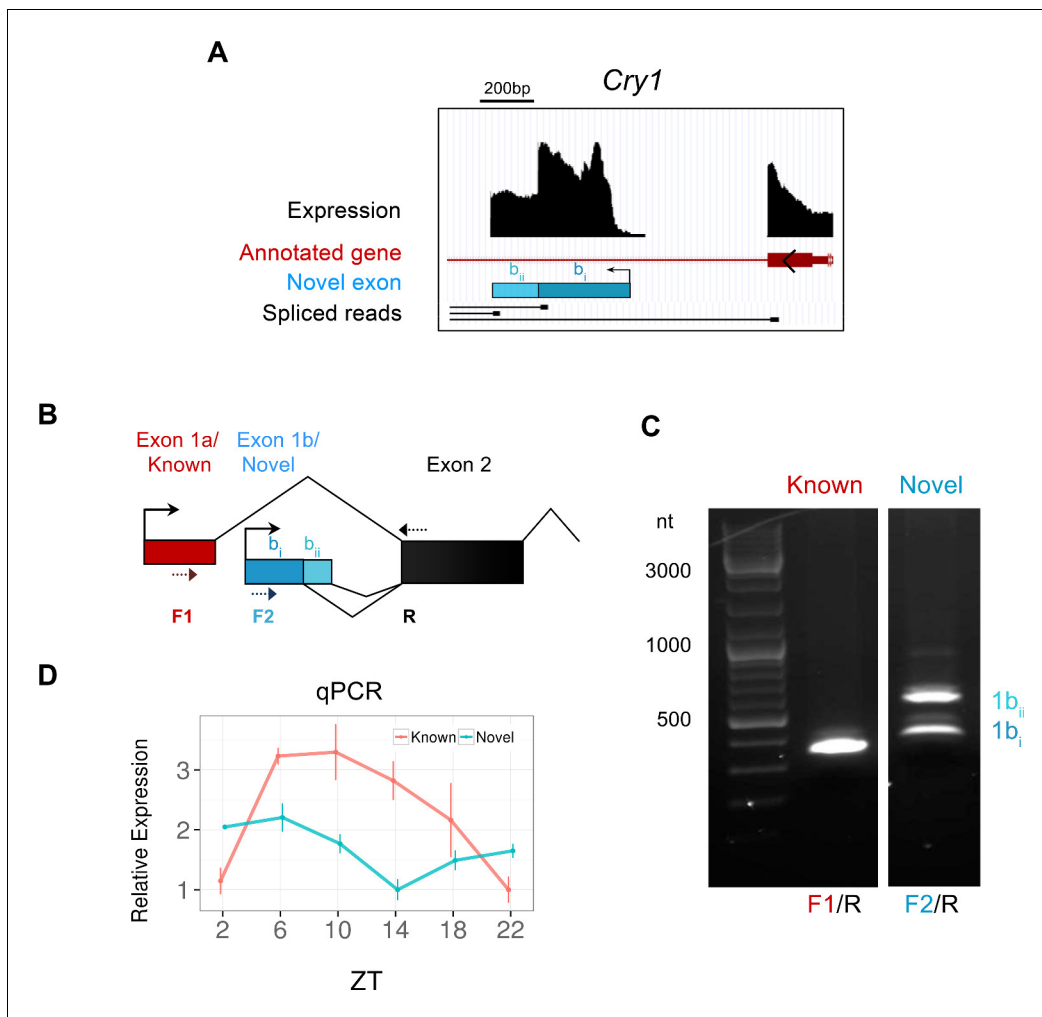 A
Cry1
200bp
Expression
Annotated gene
Novel exon
bii
bi
Spliced reads
B
Exon 1a/
Known
Exon 1b/
Novel
Exon 2
bi
bii
F1
F2
R
C
Known
Novel
nt
3000
1000
500
1bii
1bi
F1/R
F2/R
D
qPCR
Known
Novel
Relative Expression
3
2
1
2
6
10
14
18
22
ZT